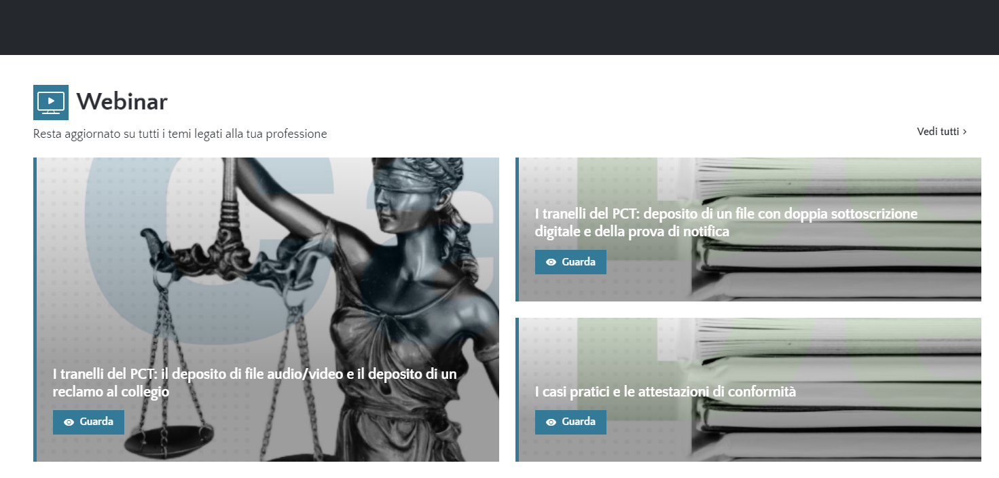 Webinar
Resta aggiornato su tutti i temi legati alla tua professione
Vedi tutti
I tranelli del PCT: il deposito di file audio/video e il deposito di un
reclamo al collegio
Guarda
I tranelli del PCT: deposito di un file con doppia sottoscrizione
digitale e della prova di notifica
Guarda
I casi pratici e le attestazioni di conformità
Guarda